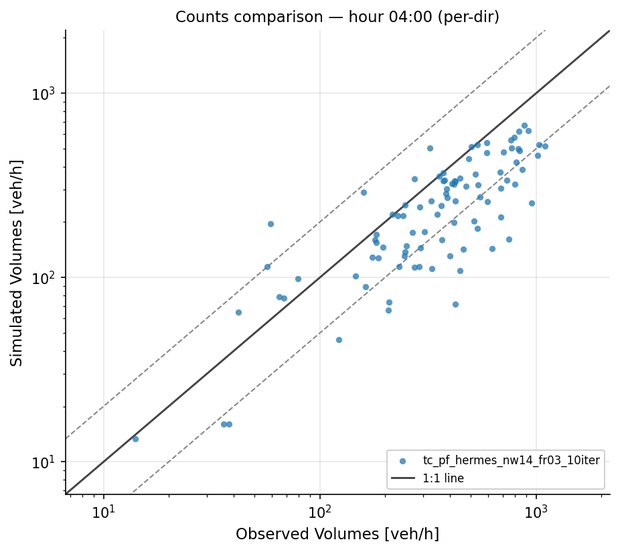 Counts comparison — hour 04:00 (per-dir)
Simulated Volumes [veh/h]
10³
10²
10¹
10¹ 10² 10³
Observed Volumes [veh/h]
tc_pf_hermes_nw14_fr03_10iter
1:1 line